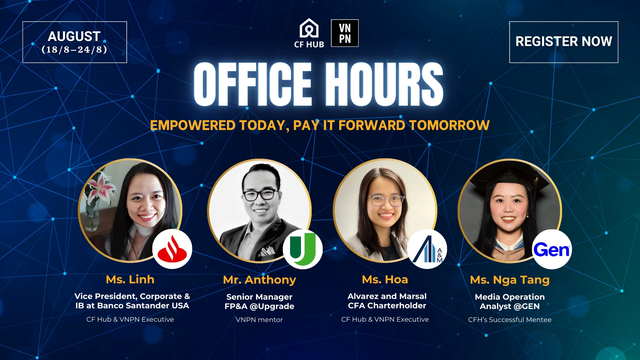 AUGUST
(18/8–24/8)
CF HUB
VN
PN
REGISTER NOW
OFFICE HOURS
EMPOWERED TODAY, PAY IT FORWARD TOMORROW
Ms. Linh
Vice President, Corporate &
IB at Banco Santander USA
CF Hub & VNPN Executive
Mr. Anthony
Senior Manager
FP&A @Upgrade
VNPN mentor
A&M
Ms. Hoa
Alvarez and Marsal
CFA Charterholder
CF Hub & VNPN Executive
Gen
Ms. Nga Tang
Media Operation
Analyst @GEN
CFH's Successful Mentee